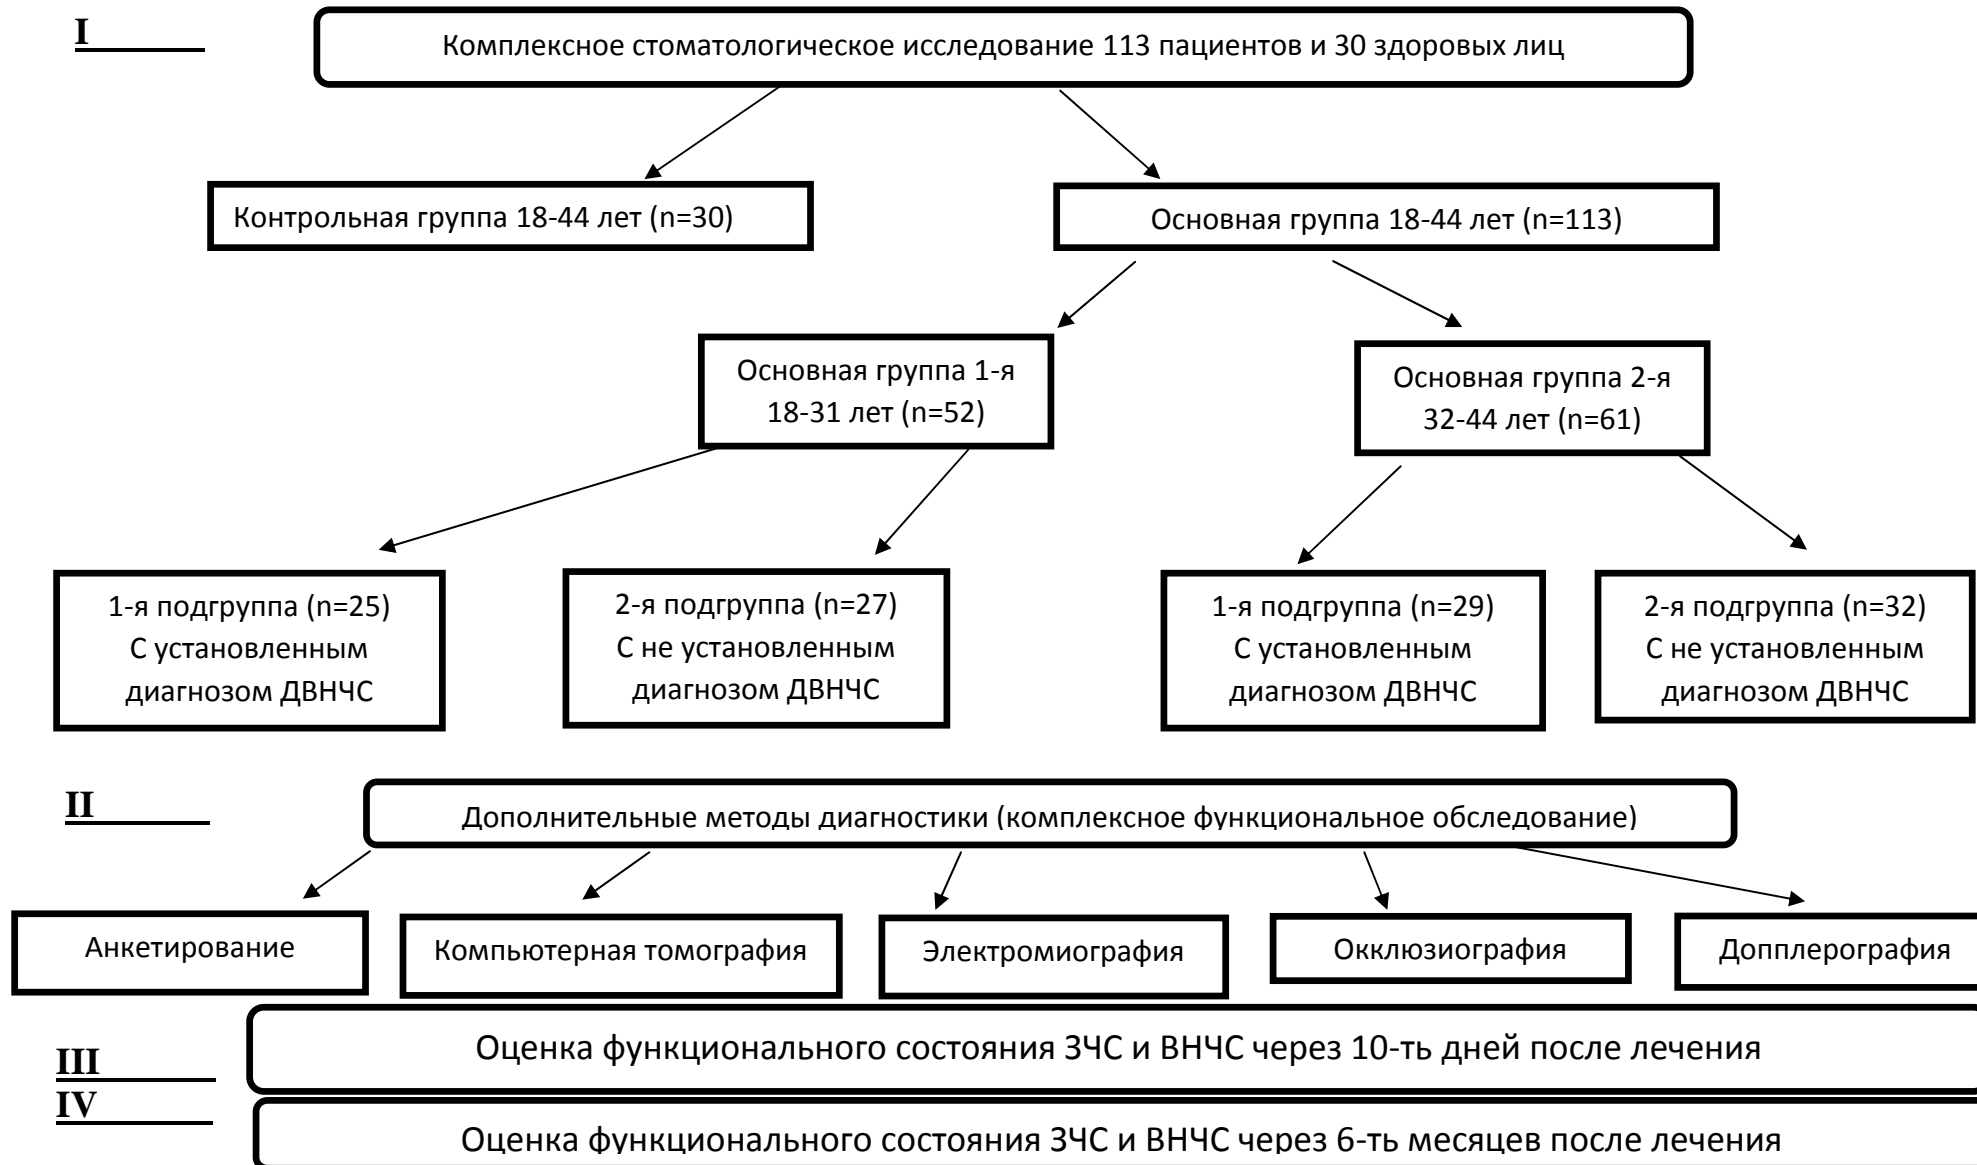 I
Комплексное стоматологическое исследование 113 пациентов и 30 здоровых лиц
Контрольная группа 18-44 лет (n=30)
Основная группа 18-44 лет (n=113)
Основная группа 1-я
18-31 лет (n=52)
Основная группа 2-я
32-44 лет (n=61)
1-я подгруппа (n=25)
С установленным
диагнозом ДВНЧС
2-я подгруппа (n=27)
С не установленным
диагнозом ДВНЧС
1-я подгруппа (n=29)
С установленным
диагнозом ДВНЧС
2-я подгруппа (n=32)
С не установленным
диагнозом ДВНЧС
II
Дополнительные методы диагностики (комплексное функциональное обследование)
Анкетирование
Компьютерная томография
Электромиография
Окклюзиография
Допплерография
III
Оценка функционального состояния ЗЧС и ВНЧС через 10-ть дней после лечения
IV
Оценка функционального состояния ЗЧС и ВНЧС через 6-ть месяцев после лечения